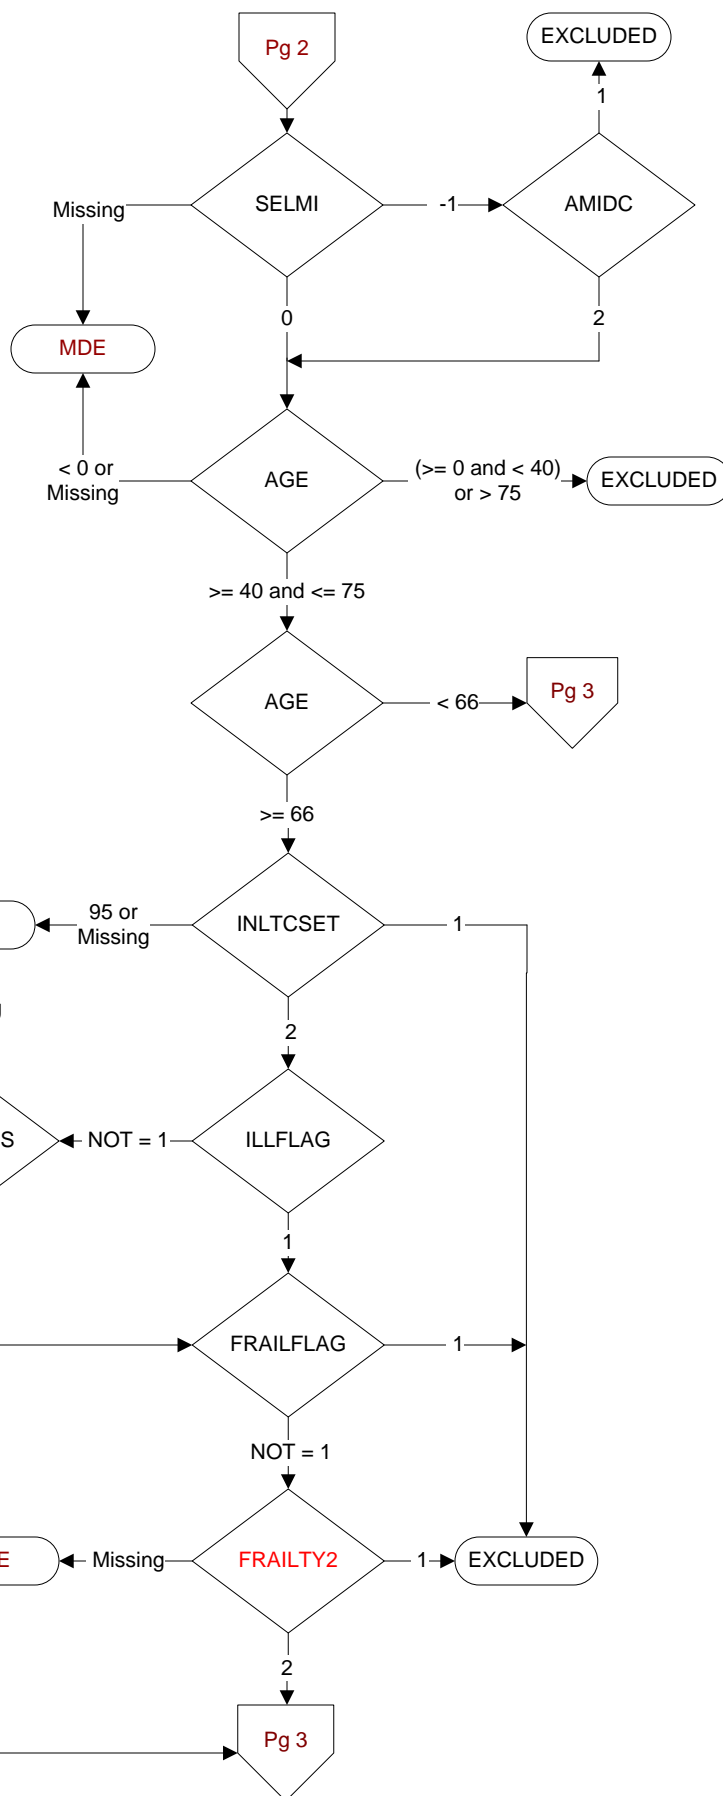 Pg 2
EXCLUDED
1
SELMI
-1
AMIDC
Missing
0
2
MDE
< 0 or
Missing
AGE
(>= 0 and < 40)
or > 75
EXCLUDED
>= 40 and <= 75
AGE
< 66
Pg 3
>= 66
95 or
Missing
INLTCSET
1
2
S
NOT = 1
ILLFLAG
1
FRAILFLAG
1
NOT = 1
E
Missing
FRAILTY2
1
EXCLUDED
2
Pg 3